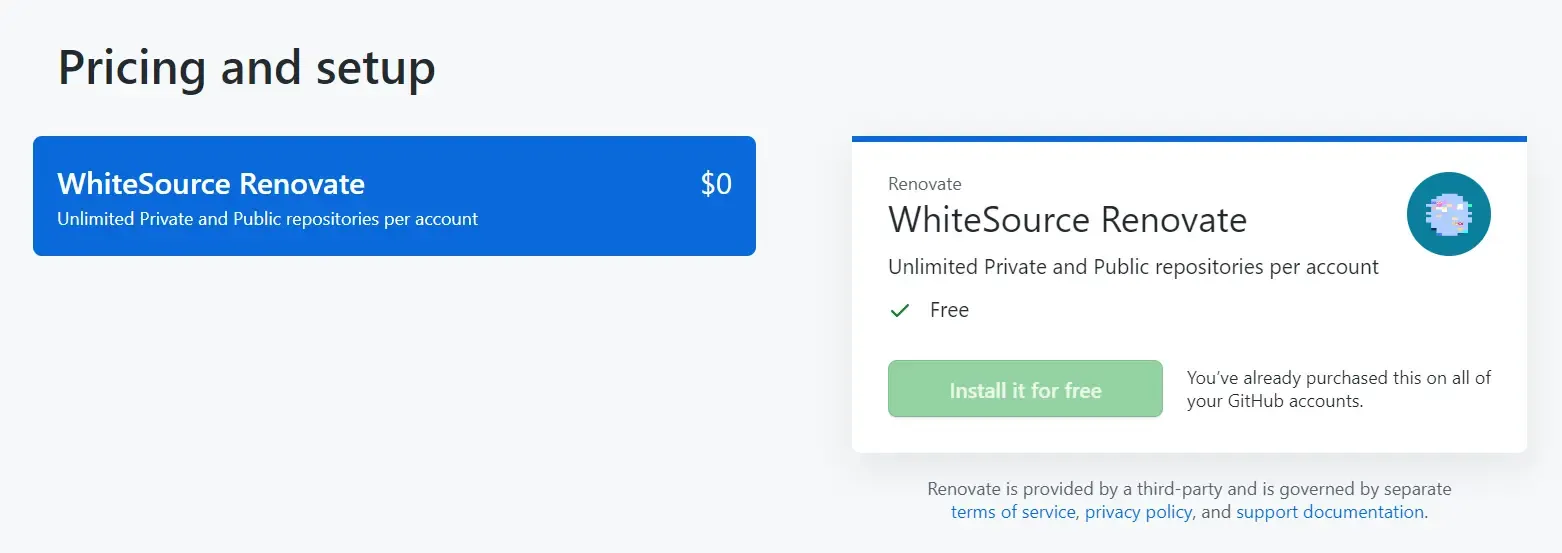 Pricing and setup
WhiteSource Renovate
$0
Unlimited Private and Public repositories per account
Renovate
WhiteSource Renovate
Unlimited Private and Public repositories per account
Free
Install it for free
You’ve already purchased this on all of
your GitHub accounts.
Renovate is provided by a third-party and is governed by separate
terms of service, privacy policy, and support documentation.